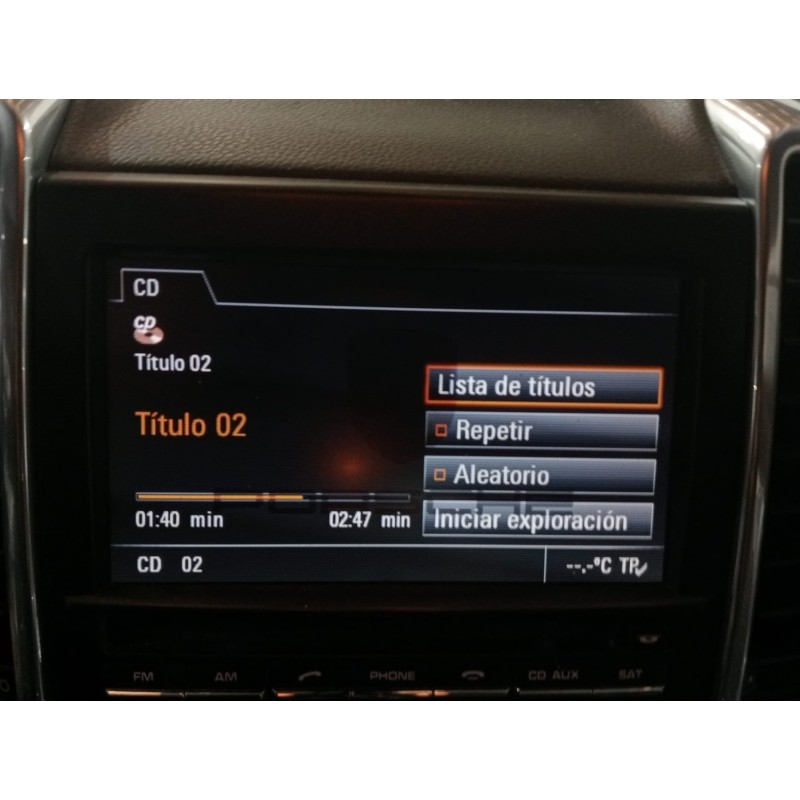 CD
CD
Título 02
Título 02
Lista de títulos
Repetir
Aleatorio
Iniciar exploración
PORSCHE
01:40 min
02:47 min
CD 02
--.-°C TP
FM
AM
PHONE
CD AUX
SAT